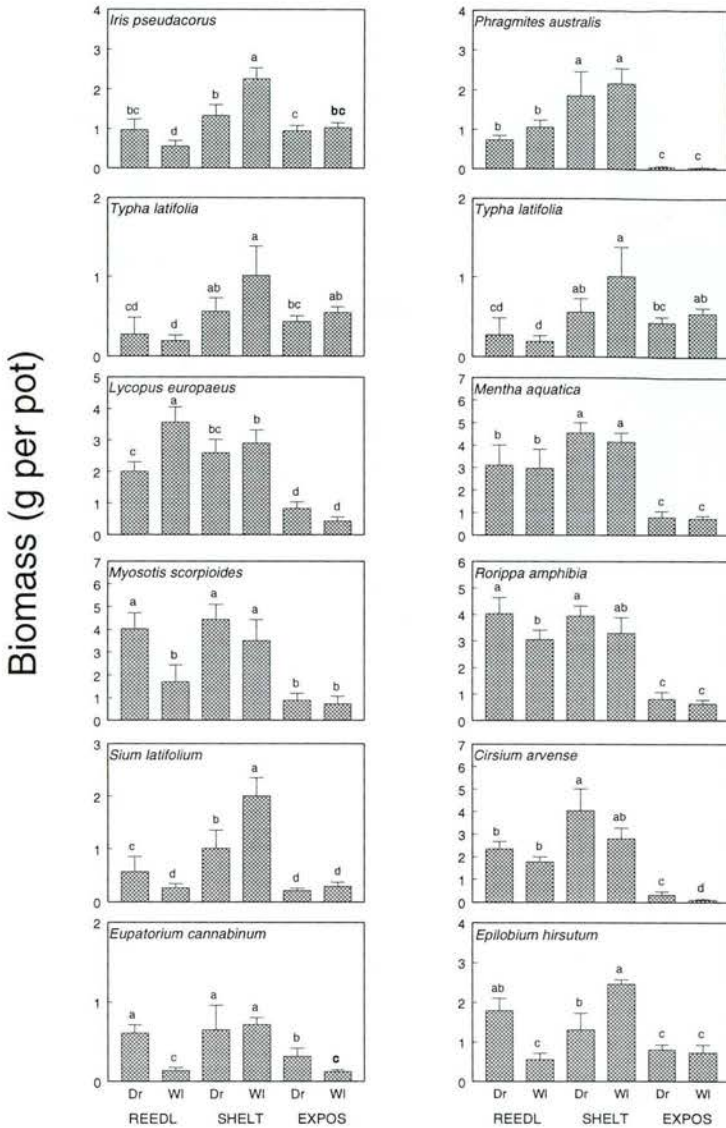 Biomass (g per pot)
Iris pseudacorus
4
3
2
1
0
bc
d
b
a
c
bc
Phragmites australis
4
3
2
1
0
b
b
a
a
c
c
Typha latifolia
2
1
0
cd
d
ab
a
bc
ab
Typha latifolia
2
1
0
cd
d
ab
a
bc
ab
Lycopus europaeus
5
4
3
2
1
0
c
a
bc
b
d
d
Mentha aquatica
7
6
5
4
3
2
1
0
b
b
a
a
c
c
Myosotis scorpioides
7
6
5
4
3
2
1
0
a
b
a
a
b
b
Rorippa amphibia
7
6
5
4
3
2
1
0
a
b
a
ab
c
c
Sium latifolium
3
2
1
0
c
d
b
a
d
d
Cirsium arvense
7
6
5
4
3
2
1
0
b
b
a
ab
c
d
Eupatorium cannabinum
2
1
0
a
c
a
a
b
c
Epilobium hirsutum
4
3
2
1
0
ab
c
b
a
c
c
Dr Wl Dr Wl Dr Wl
REEDL SHELT EXPOS
Dr Wl Dr Wl Dr Wl
REEDL SHELT EXPOS